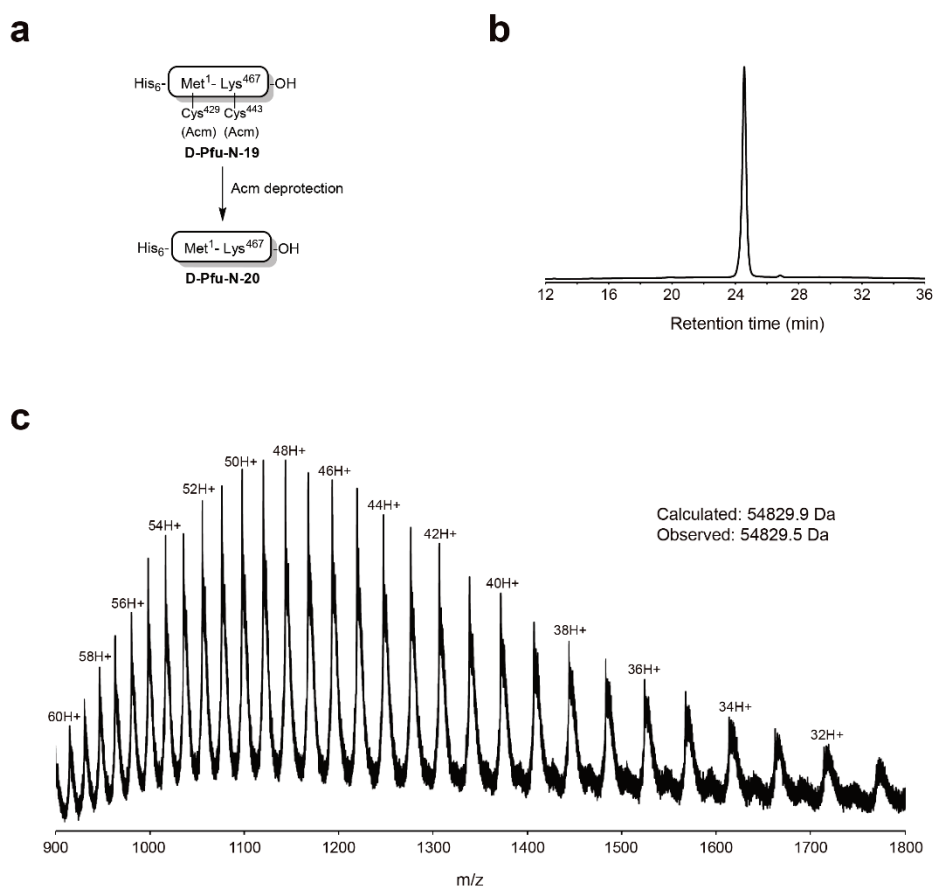 a
His6- Met1- Lys467 -OH
Cys429 Cys443
(Acm) (Acm)
D-Pfu-N-19
Acm deprotection
His6- Met1- Lys467 -OH
D-Pfu-N-20
b
12 16 20 24 28 32 36
Retention time (min)
c
60H+ 58H+ 56H+ 54H+ 52H+ 50H+ 48H+ 46H+ 44H+ 42H+ 40H+ 38H+ 36H+ 34H+ 32H+
Calculated: 54829.9 Da
Observed: 54829.5 Da
900 1000 1100 1200 1300 1400 1500 1600 1700 1800
m/z